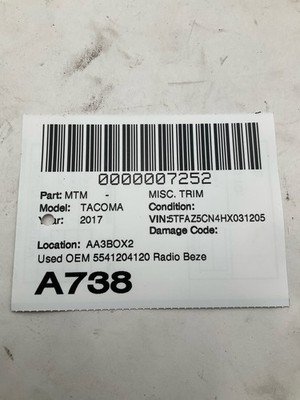 0000007252
Part: MTM - MISC. TRIM
Model: TACOMA Condition:
Year: 2017 VIN:5TFAZ5CN4HX031205
Damage Code:
Location: AA3BOX2
Used OEM 5541204120 Radio Beze
A738